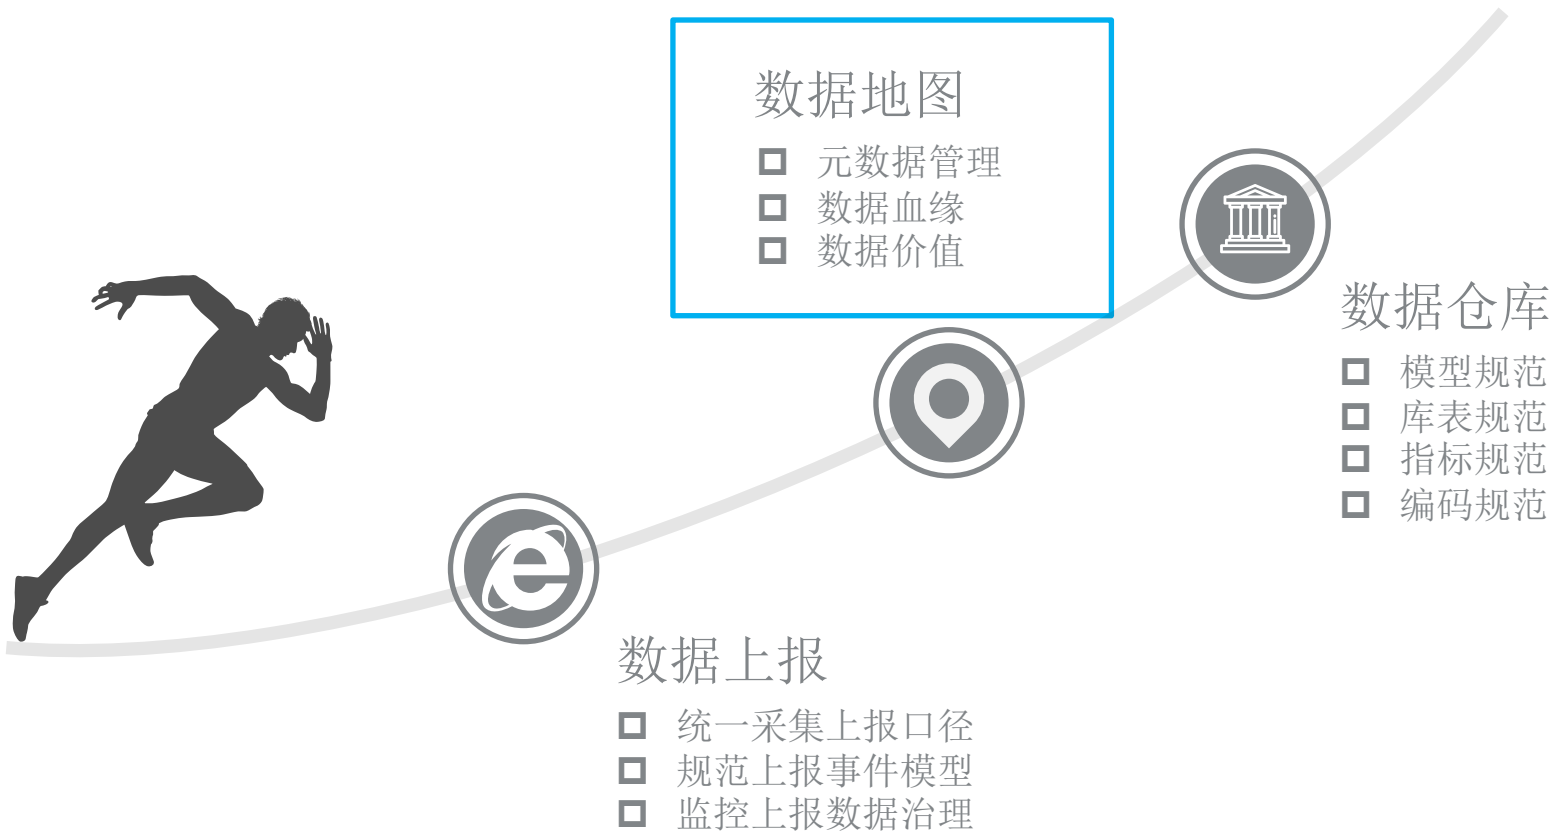 数据地图
元数据管理
数据血缘
数据价值
数据仓库
模型规范
库表规范
指标规范
编码规范
数据上报
统一采集上报口径
规范上报事件模型
监控上报数据治理